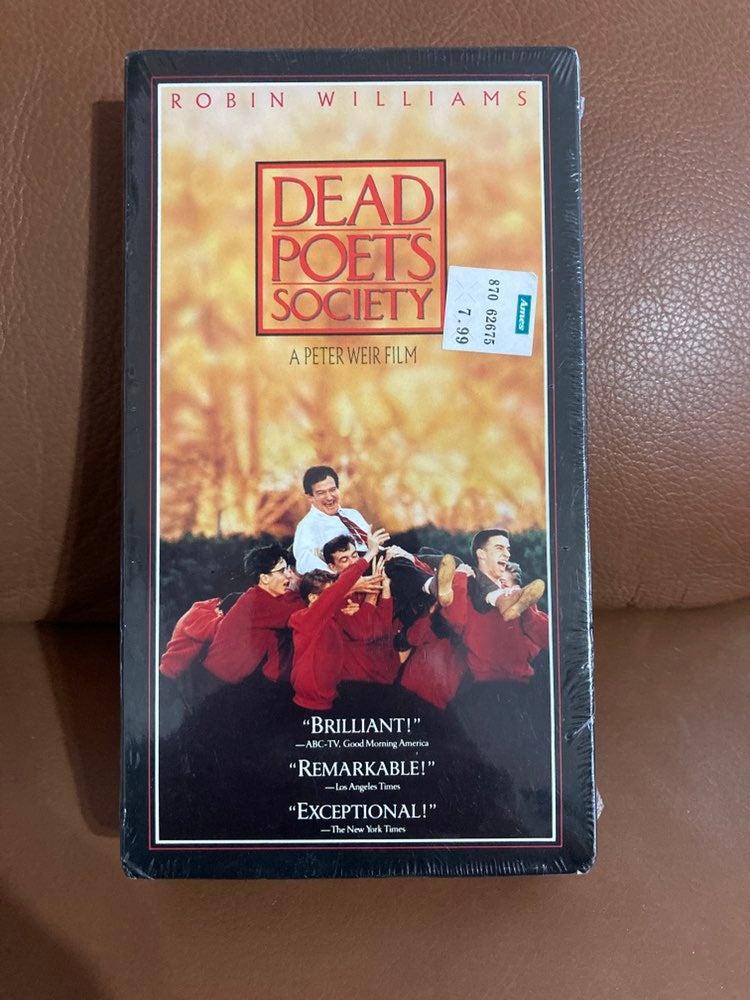 ROBIN WILLIAMS
DEAD
POETS
SOCIETY
Ames
870 62675
7.99
A PETER WEIR FILM
“BRILLIANT!”
—ABC-TV, Good Morning America
“REMARKABLE!”
—Los Angeles Times
“EXCEPTIONAL!”
—The New York Times